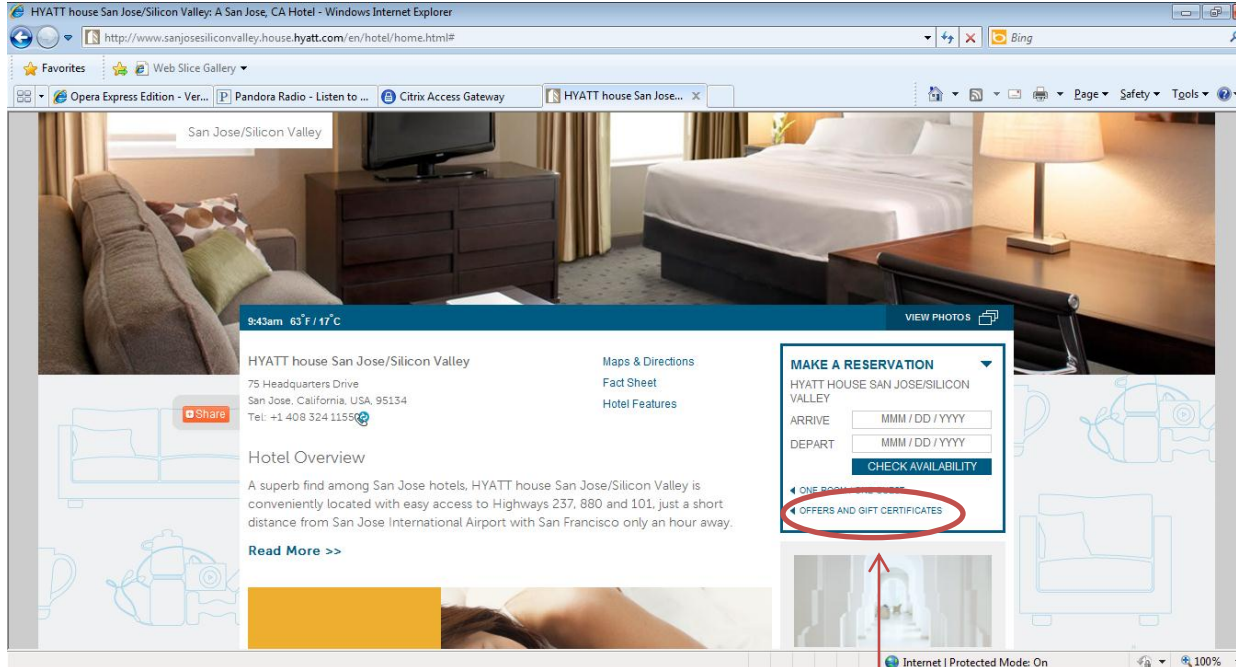 HYATT house San Jose/Silicon Valley: A San Jose, CA Hotel - Windows Internet Explorer
http://www.sanjosesiliconvalley.house.hyatt.com/en/hotel/home.html#
Bing
Favorites
Web Slice Gallery
Opera Express Edition - Ver...
Pandora Radio - Listen to ...
Citrix Access Gateway
HYATT house San Jose...
Page
Safety
Tools
San Jose/Silicon Valley
9:43am 63°F / 17°C
VIEW PHOTOS
HYATT house San Jose/Silicon Valley
75 Headquarters Drive
San Jose, California, USA, 95134
Tel: +1 408 324 1155
Maps & Directions
Fact Sheet
Hotel Features
Share
Hotel Overview
A superb find among San Jose hotels, HYATT house San Jose/Silicon Valley is
conveniently located with easy access to Highways 237, 880 and 101, just a short
distance from San Jose International Airport with San Francisco only an hour away.
Read More >>
MAKE A RESERVATION
HYATT HOUSE SAN JOSE/SILICON
VALLEY
ARRIVE MMM / DD / YYYY
DEPART MMM / DD / YYYY
CHECK AVAILABILITY
ONE ROOM
OFFERS AND GIFT CERTIFICATES
Internet | Protected Mode: On
100%